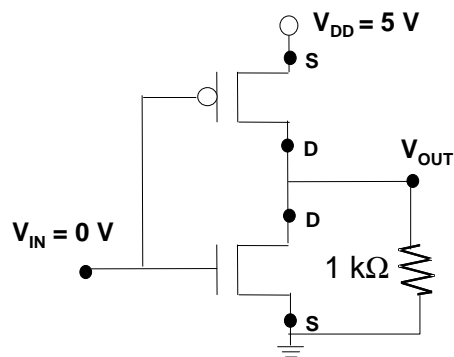 V_DD = 5 V
S
D
V_OUT
D
V_IN = 0 V
1 kΩ
S